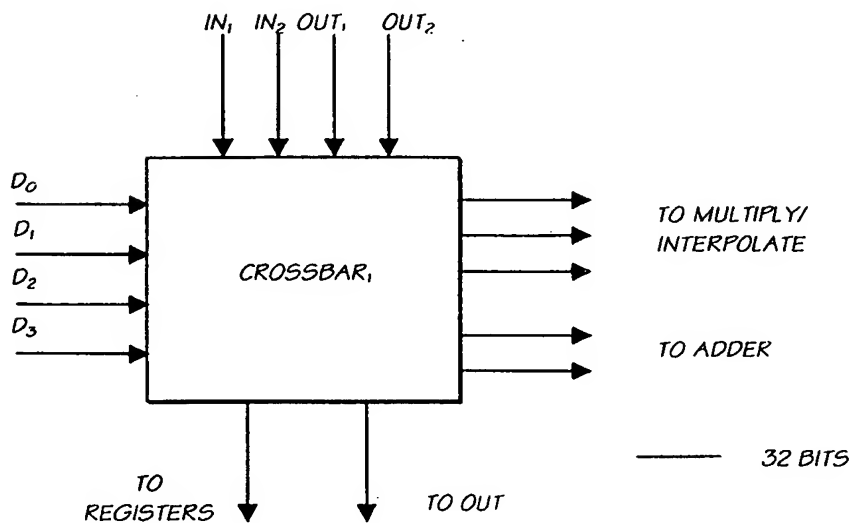 IN₁ IN₂ OUT₁ OUT₂
D₀
D₁
D₂
D₃
CROSSBAR₁
TO MULTIPLY/
INTERPOLATE
TO ADDER
32 BITS
TO
REGISTERS
TO OUT